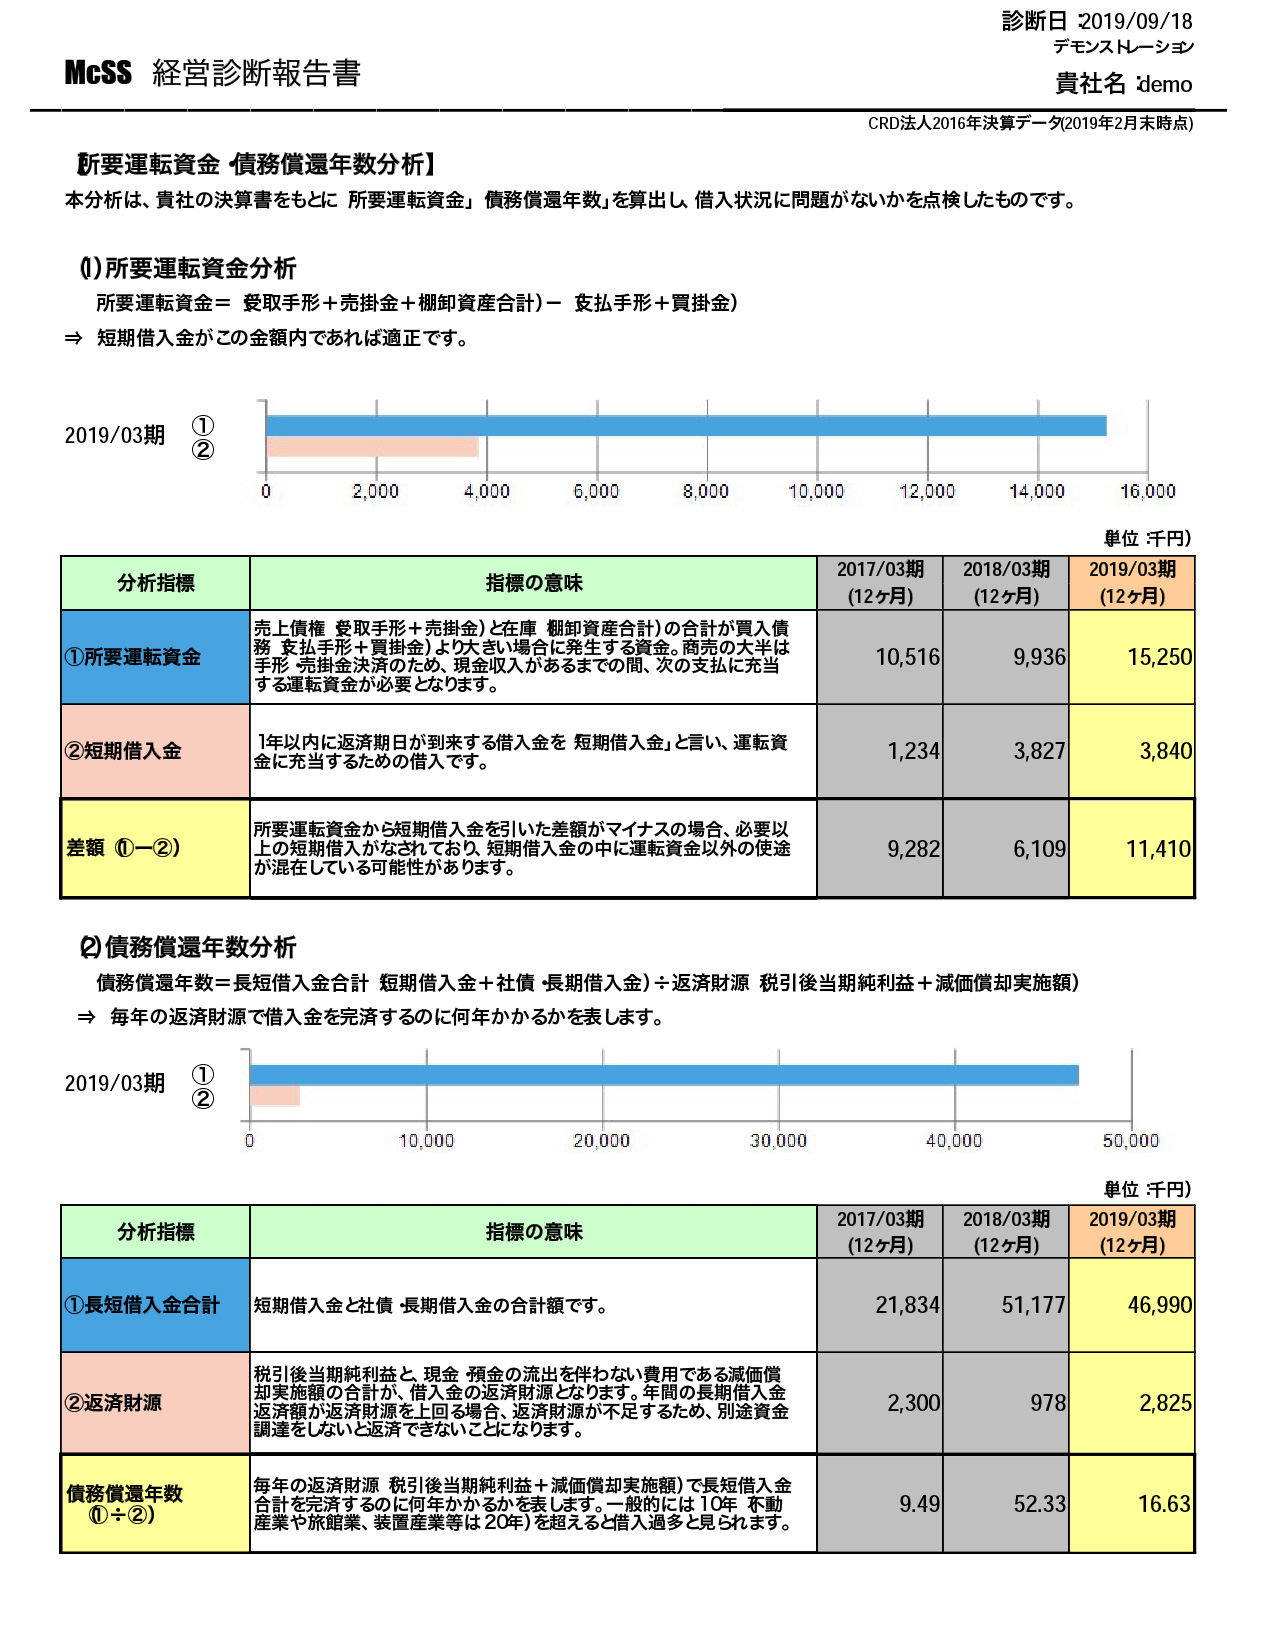 診断日:2019/09/18
デモンストレーション
McSS 経営診断報告書
貴社名:demo
CRD法人2016年決算データ(2019年2月末時点)
【所要運転資金・債務償還年数分析】
本分析は、貴社の決算書をもとに「所要運転資金」「債務償還年数」を算出し、借入状況に問題がないかを点検したものです。
(1)所要運転資金分析
所要運転資金=(受取手形+売掛金+棚卸資産合計)-(支払手形+買掛金)
⇒ 短期借入金がこの金額内であれば適正です。
2019/03期 ①
②
0 2,000 4,000 6,000 8,000 10,000 12,000 14,000 16,000
(単位:千円)
分析指標 指標の意味 2017/03期 2018/03期 2019/03期
(12ヶ月) (12ヶ月) (12ヶ月)
売上債権(受取手形+売掛金)と在庫(棚卸資産合計)の合計が買入債
務(支払手形+買掛金)より大きい場合に発生する資金。商売の大半は
①所要運転資金 10,516 9,936 15,250
手形・売掛金決済のため、現金収入があるまでの間、次の支払に充当
する運転資金が必要となります。
1年以内に返済期日が到来する借入金を「短期借入金」と言い、運転資
②短期借入金 1,234 3,827 3,840
金に充当するための借入です。
所要運転資金から短期借入金を引いた差額がマイナスの場合、必要以
差額(①-②) 上の短期借入がなされており、短期借入金の中に運転資金以外の使途 9,282 6,109 11,410
が混在している可能性があります。
(2)債務償還年数分析
債務償還年数=長短借入金合計(短期借入金+社債・長期借入金)÷返済財源(税引後当期純利益+減価償却実施額)
⇒ 毎年の返済財源で借入金を完済するのに何年かかるかを表します。
2019/03期 ①
②
0 10,000 20,000 30,000 40,000 50,000
(単位:千円)
分析指標 指標の意味 2017/03期 2018/03期 2019/03期
(12ヶ月) (12ヶ月) (12ヶ月)
①長短借入金合計 短期借入金と社債・長期借入金の合計額です。 21,834 51,177 46,990
税引後当期純利益と、現金・預金の流出を伴わない費用である減価償
却実施額の合計が、借入金の返済財源となります。年間の長期借入金
②返済財源 2,300 978 2,825
返済額が返済財源を上回る場合、返済財源が不足するため、別途資金
調達をしないと返済できないことになります。
毎年の返済財源(税引後当期純利益+減価償却実施額)で長短借入金
債務償還年数
(①÷②) 合計を完済するのに何年かかるかを表します。一般的には10年(不動 9.49 52.33 16.63
産業や旅館業、装置産業等は20年)を超えると借入過多と見られます。